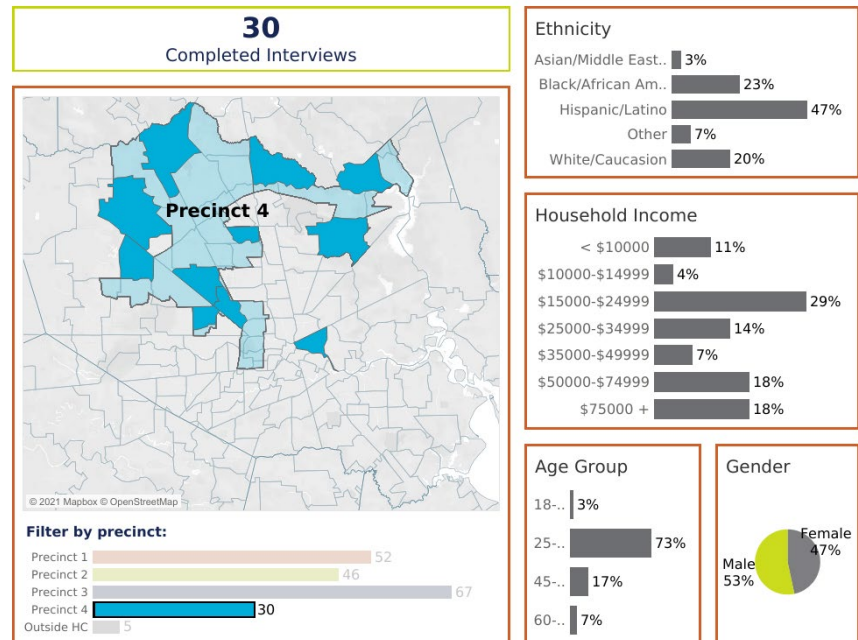 30
Completed Interviews
Precinct 4
© 2021 Mapbox © OpenStreetMap
Filter by precinct:
Precinct 1 52
Precinct 2 46
Precinct 3 67
Precinct 4 30
Outside HC 5
Ethnicity
Asian/Middle East.. 3%
Black/African Am.. 23%
Hispanic/Latino 47%
Other 7%
White/Caucasion 20%
Household Income
< $10000 11%
$10000-$14999 4%
$15000-$24999 29%
$25000-$34999 14%
$35000-$49999 7%
$50000-$74999 18%
$75000 + 18%
Age Group
18-.. 3%
25-.. 73%
45-.. 17%
60-.. 7%
Gender
Female
47%
Male
53%